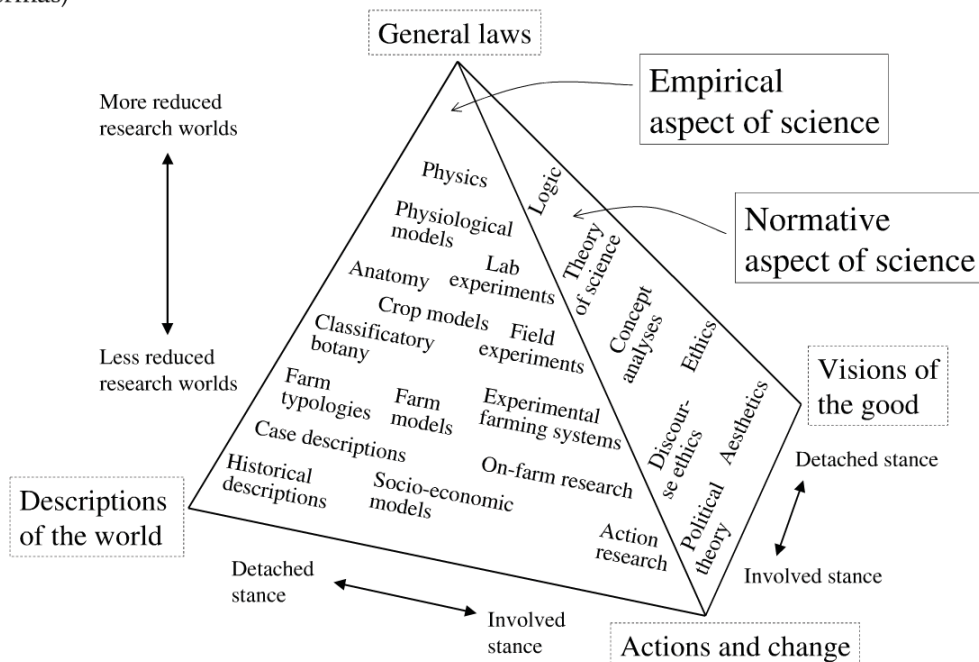 General laws
More reduced
research worlds
Less reduced
research worlds
Empirical
aspect of science
Normative
aspect of science
Physics
Physiological
models
Lab
experiments
Anatomy
Crop models
Field
experiments
Classificatory
botany
Farm
typologies
Farm
models
Experimental
farming systems
Case descriptions
On-farm research
Historical
descriptions
Socio-economic
models
Action
research
Logic
Theory
of science
Concept
analyses
Ethics
Discour-
se ethics
Aesthetics
Political
theory
Visions of
the good
Detached stance
Involved stance
Descriptions
of the world
Detached
stance
Involved
stance
Actions and change